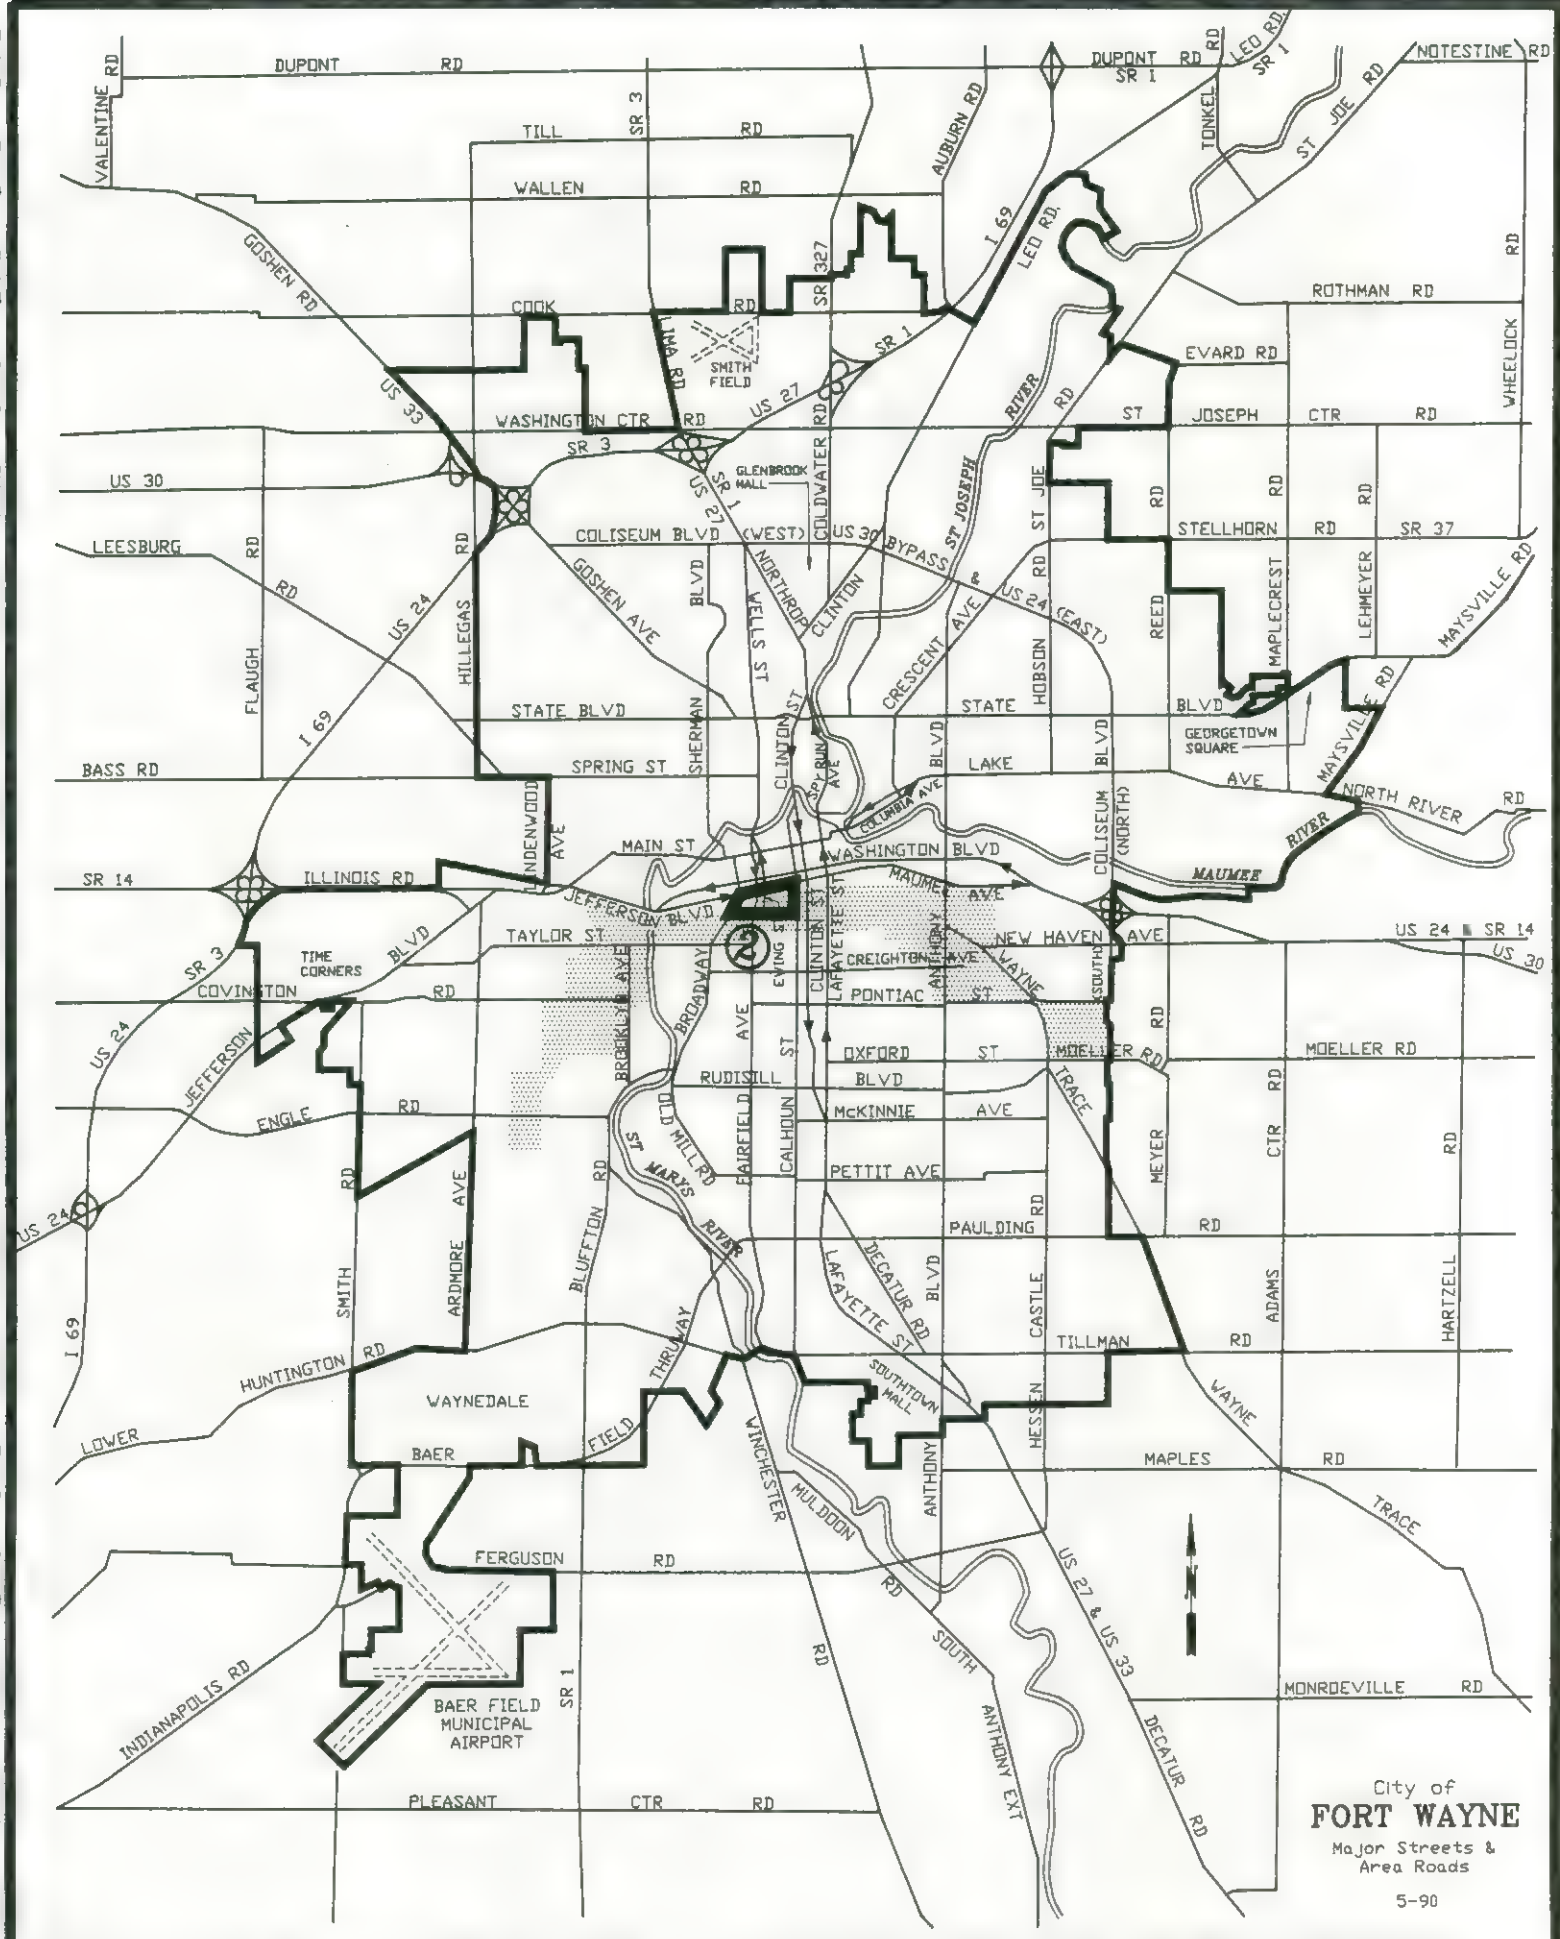 DUPONT RD
DUPONT RD
SR 1
LEO RD.
SR 1
NOTESTINE RD
VALENTINE RD
SR 3
TILL RD
AUBURN RD
TONKEL RD
ST JOE RD
WALLEN RD
GOSHEN RD
SR 327
I 69
LEO RD.
COOK RD
LIMA RD
SMITH
FIELD
SR 1
ROTHMAN RD
WHEELOCK RD
EVARD RD
US 33
US 27
RIVER
RD
WASHINGTON CTR RD
ST JOSEPH CTR RD
SR 3
US 30
GLENBROOK
MALL
SR 1
US 27
COLDWATER RD
ST JOSEPH
ST JOE
RD
RD
RD
LEESBURG RD
COLISEUM BLVD (WEST) US 30 BYPASS & US 24 (EAST)
STELLHORN RD SR 37
FLAUGH RD
HILLEGAS RD
US 24
I 69
GOSHEN AVE
SHERMAN BLVD
WELLS ST
NORTHROP
CLINTON
CRESCENT AVE
HOBSON RD
REED
MAPLECREST
LEHMEYER
MAYSVILLE RD
STATE BLVD
CLINTON ST
STATE BLVD
GEORGETOWN
SQUARE
MAYSVILLE RD
BASS RD
SPRING ST
SPY RUN
AVE
BLVD
LAKE AVE
COLISEUM BLVD
(NORTH)
NORTH RIVER RD
LINDENWOOD
AVE
COLUMBIA AVE
MAIN ST
WASHINGTON BLVD
RIVER
MAUMEE
SR 14
ILLINOIS RD
JEFFERSON BLVD
MAUMEE AVE
TAYLOR ST
2
EWING
CLINTON ST
LAFAYETTE ST
ANTHONY
NEW HAVEN AVE
US 24 & SR 14
US 30
SR 3
TIME
CORNERS
BLVD
CREIGHTON AVE
WAYNE
(SOUTH)
COVINGTON RD
BROOKLYN AVE
BROADWAY
AVE
PONTIAC ST
US 24
JEFFERSON
ST
OXFORD ST
MOELLER RD
RD
MOELLER RD
RUDISILL BLVD
ENGLE RD
OLD MILL RD
FAIRFIELD
CALHOUN
McKINNIE AVE
TRACE
MEYER
CTR RD
RD
ST MARYS RIVER
PETTIT AVE
RD
AVE
RD
US 24
PAULDING RD
RD
SMITH
ARDMORE
BLUFFTON
DECATUR RD
LAFAYETTE ST
BLVD
CASTLE
ADAMS
HARTZELL
I 69
TILLMAN RD
HUNTINGTON RD
THRUWAY
SOUTHTOWN
MALL
WAYNE
WAYNEDALE
HESSEN
LOWER
BAER
FIELD
WINCHESTER
ANTHONY
MAPLES RD
MULDOON
TRACE
FERGUSON RD
RD
US 27 & US 33
N
SOUTH
RD
INDIANAPOLIS RD
SR 1
BAER FIELD
MUNICIPAL
AIRPORT
ANTHONY EXT
MONROEVILLE RD
DECATUR RD
PLEASANT CTR RD
City of
FORT WAYNE
Major Streets &
Area Roads
5-90